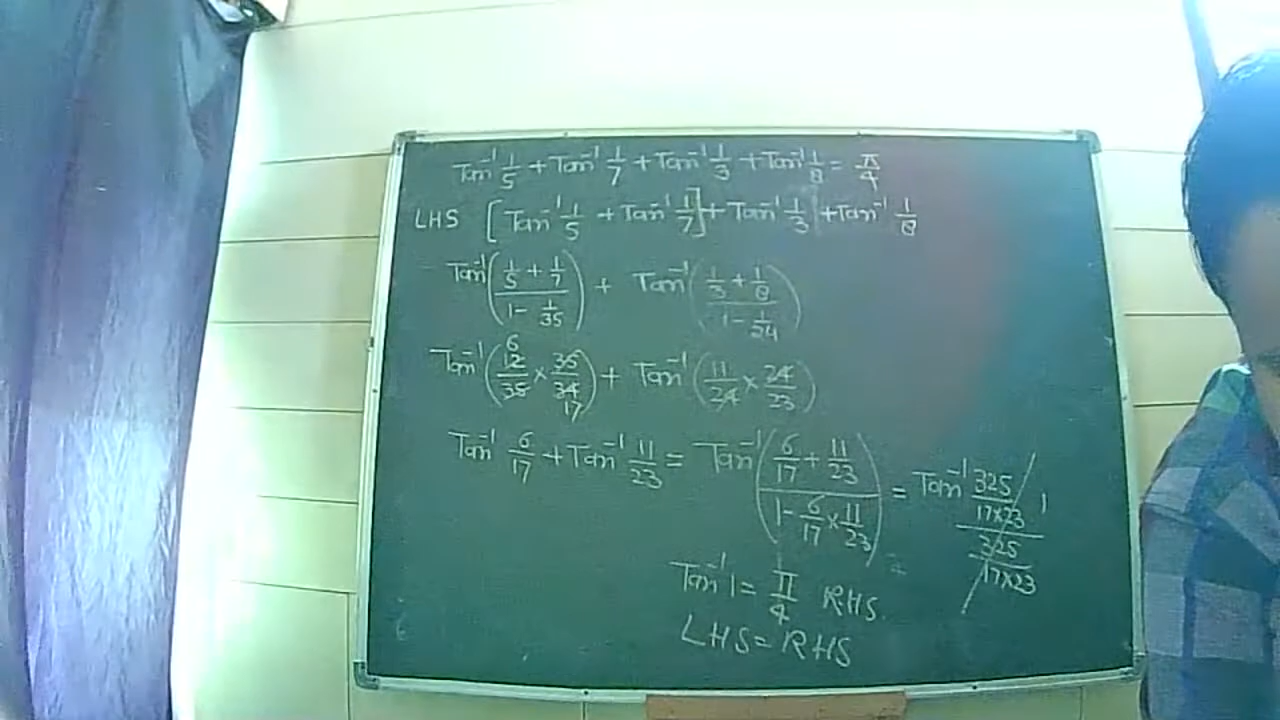 Tan⁻¹ 1/5 + Tan⁻¹ 1/7 + Tan⁻¹ 1/3 + Tan⁻¹ 1/8 = π/4
LHS [Tan⁻¹ 1/5 + Tan⁻¹ 1/7] + Tan⁻¹ 1/3 + Tan⁻¹ 1/8
Tan⁻¹((1/5 + 1/7)/(1 - 1/35)) + Tan⁻¹((1/3 + 1/8)/(1 - 1/24))
Tan⁻¹(6 12/35 × 35/34 17) + Tan⁻¹(11/24 × 24/23)
Tan⁻¹ 6/17 + Tan⁻¹ 11/23 = Tan⁻¹((6/17 + 11/23)/(1 - 6/17 × 11/23)) = Tan⁻¹ (325/(17×23))/(325/(17×23)) 1
Tan⁻¹ 1 = π/4 RHS.
LHS = RHS